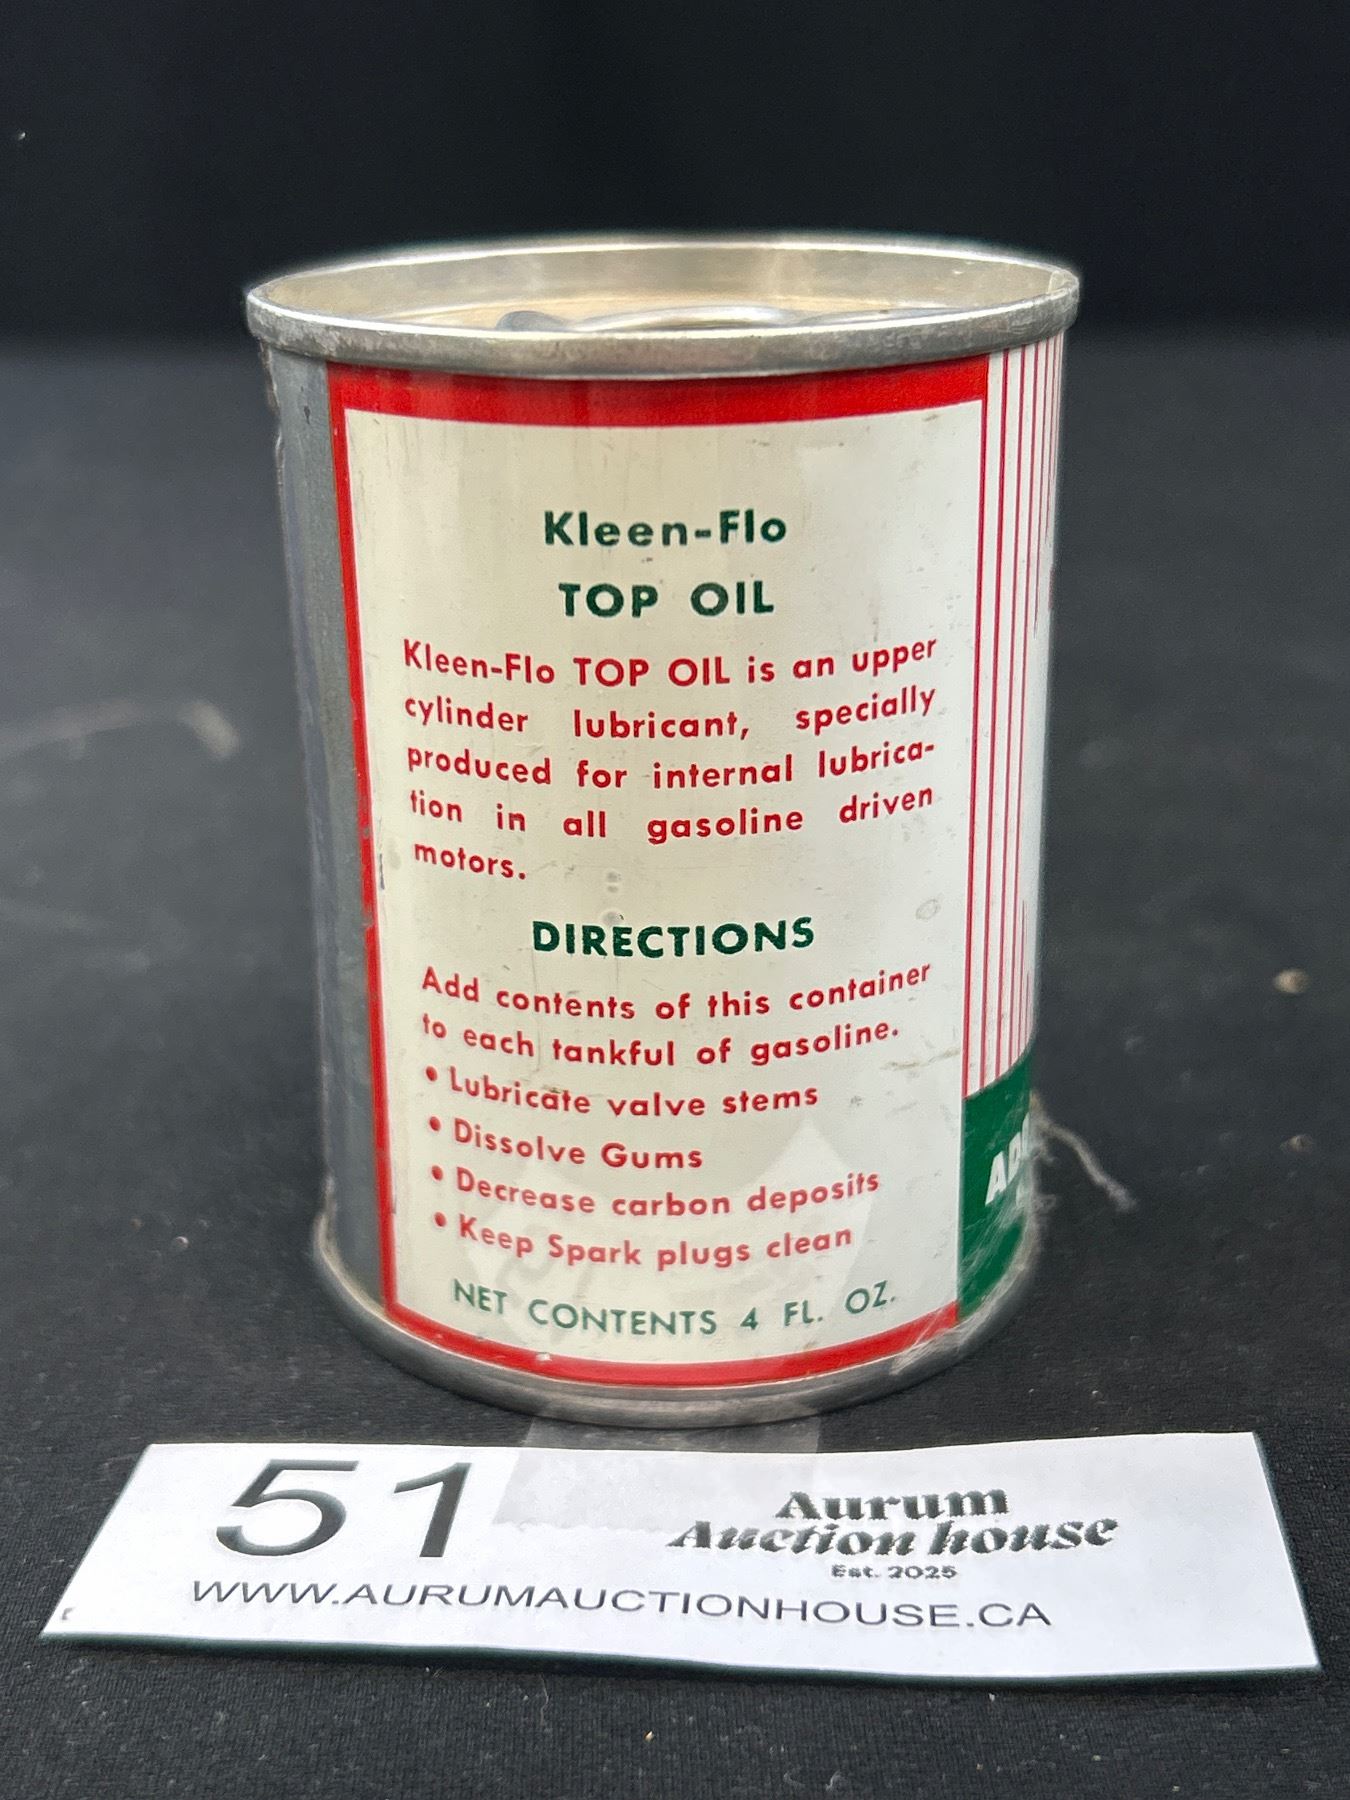 Kleen-Flo
TOP OIL
Kleen-Flo TOP OIL is an upper
cylinder lubricant, specially
produced for internal lubrica-
tion in all gasoline driven
motors.
DIRECTIONS
Add contents of this container
to each tankful of gasoline.
• Lubricate valve stems
• Dissolve Gums
• Decrease carbon deposits
• Keep Spark plugs clean
NET CONTENTS 4 FL. OZ.
51
Aurum
Auction house
Est. 2025
WWW.AURUMAUCTIONHOUSE.CA